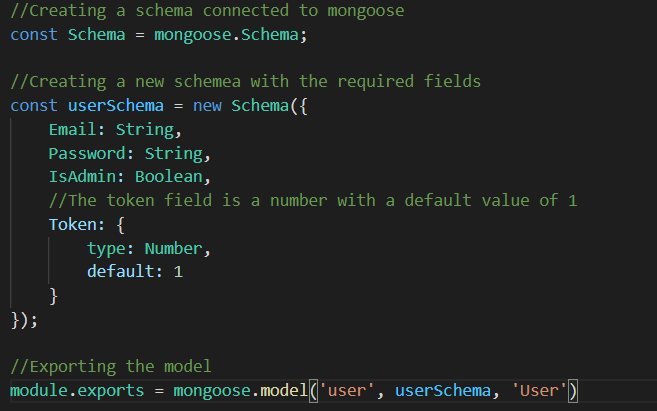 //Creating a schema connected to mongoose
const Schema = mongoose.Schema;
//Creating a new schemea with the required fields
const userSchema = new Schema({
    Email: String,
    Password: String,
    IsAdmin: Boolean,
    //The token field is a number with a default value of 1
    Token: {
        type: Number,
        default: 1
    }
});
//Exporting the model
module.exports = mongoose.model('user', userSchema, 'User')